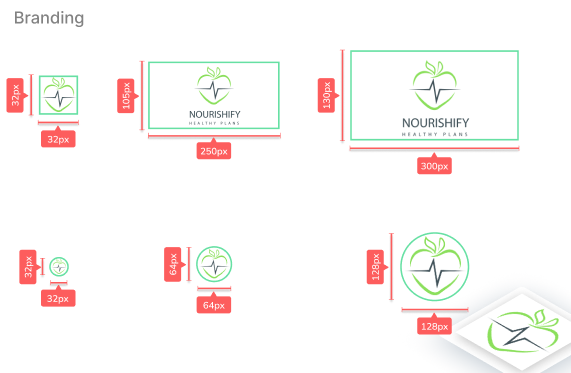 Branding
32px
32px
105px
NOURISHIFY
HEALTHY PLANS
250px
130px
NOURISHIFY
HEALTHY PLANS
300px
32px
32px
64px
64px
128px
128px